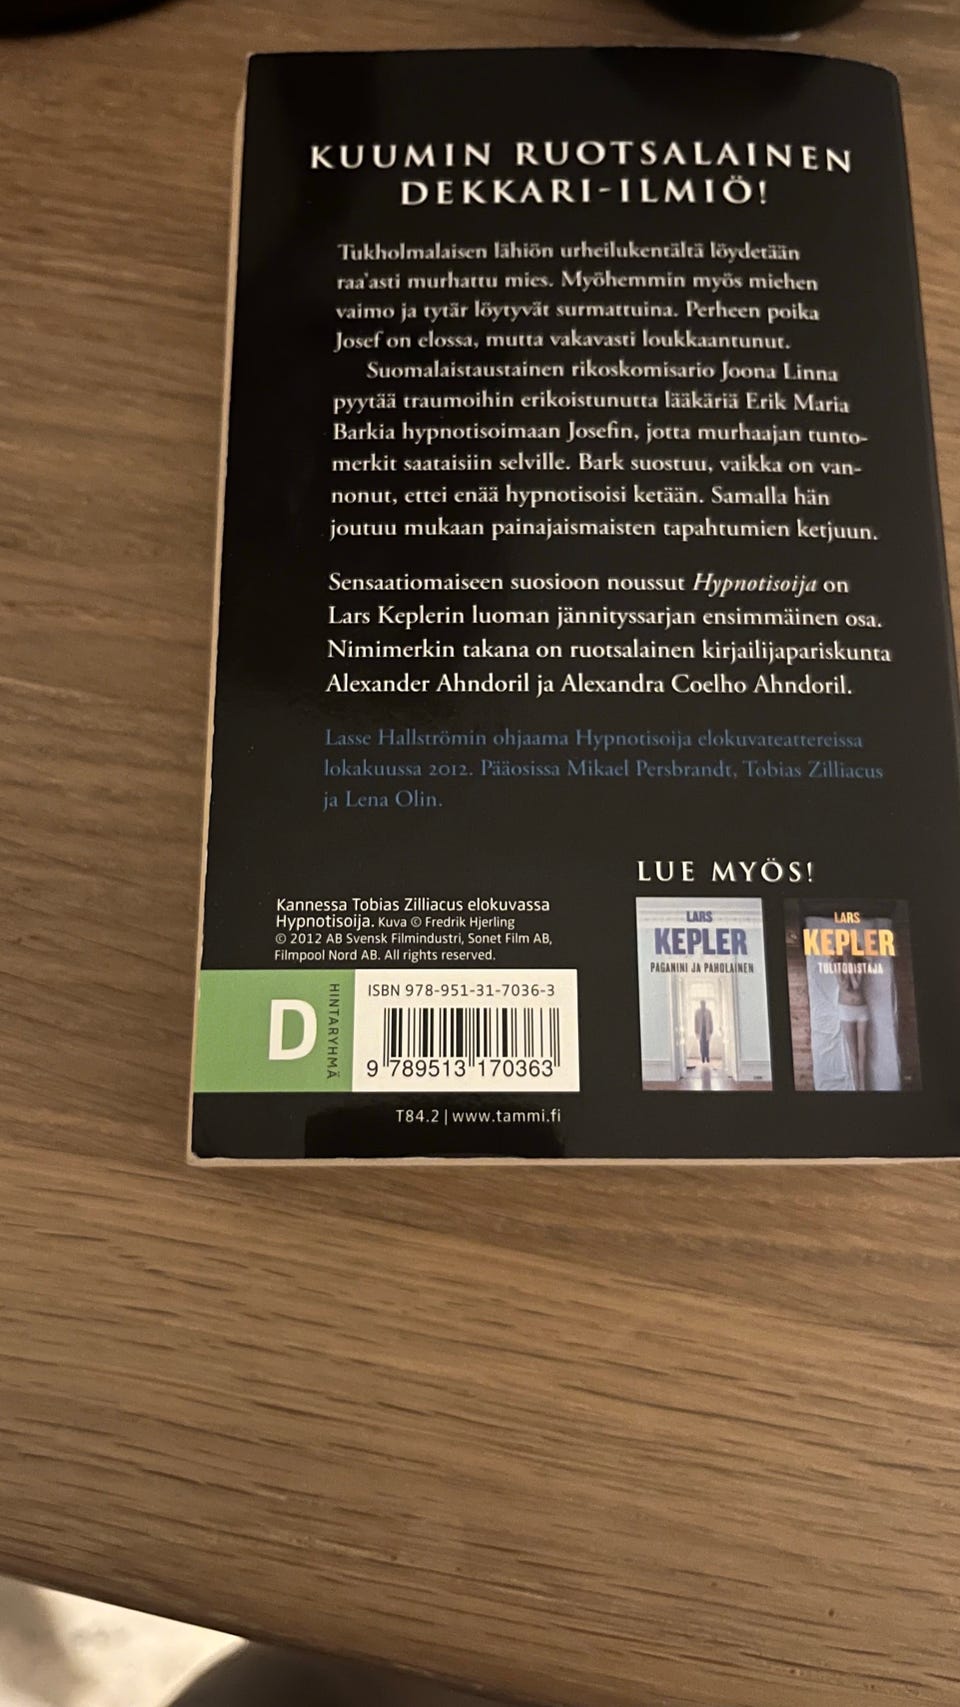 KUUMIN RUOTSALAINEN
DEKKARI-ILMIÖ!
Tukholmalaisen lähiön urheilukentältä löydetään
raa'asti murhattu mies. Myöhemmin myös miehen
vaimo ja tytär löytyvät surmattuina. Perheen poika
Josef on elossa, mutta vakavasti loukkaantunut.
Suomalaistaustainen rikoskomisario Joona Linna
pyytää traumoihin erikoistunutta lääkäriä Erik Maria
Barkia hypnotisoimaan Josefin, jotta murhaajan tunto-
merkit saataisiin selville. Bark suostuu, vaikka on van-
nonut, ettei enää hypnotisoisi ketään. Samalla hän
joutuu mukaan painajaismaisten tapahtumien ketjuun.
Sensaatiomaiseen suosioon noussut Hypnotisoija on
Lars Keplerin luoman jännityssarjan ensimmäinen osa.
Nimimerkin takana on ruotsalainen kirjailijapariskunta
Alexander Ahndoril ja Alexandra Coelho Ahndoril.
Lasse Hallströmin ohjaama Hypnotisoija elokuvateattereissa
lokakuussa 2012. Pääosissa Mikael Persbrandt, Tobias Zilliacus
ja Lena Olin.
Kannessa Tobias Zilliacus elokuvassa
Hypnotisoija. Kuva © Fredrik Hjerling
© 2012 AB Svensk Filmindustri, Sonet Film AB,
Filmpool Nord AB. All rights reserved.
D
HINTARYHMÄ
ISBN 978-951-31-7036-3
9 789513 170363
T84.2 | www.tammi.fi
LUE MYÖS!
LARS
KEPLER
PAGANINI JA PAHOLAINEN
LARS
KEPLER
TULITODISTAJA